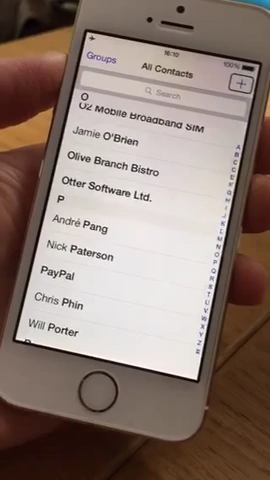 16:10
100%
Groups
All Contacts
+
Search
O
O2 Mobile Broadband SIM
Jamie O'Brien
Olive Branch Bistro
Otter Software Ltd.
P
André Pang
Nick Paterson
PayPal
Chris Phin
Will Porter
A
B
C
D
E
F
G
H
I
J
K
L
M
N
O
P
Q
R
S
T
U
V
W
X
Y
Z
#